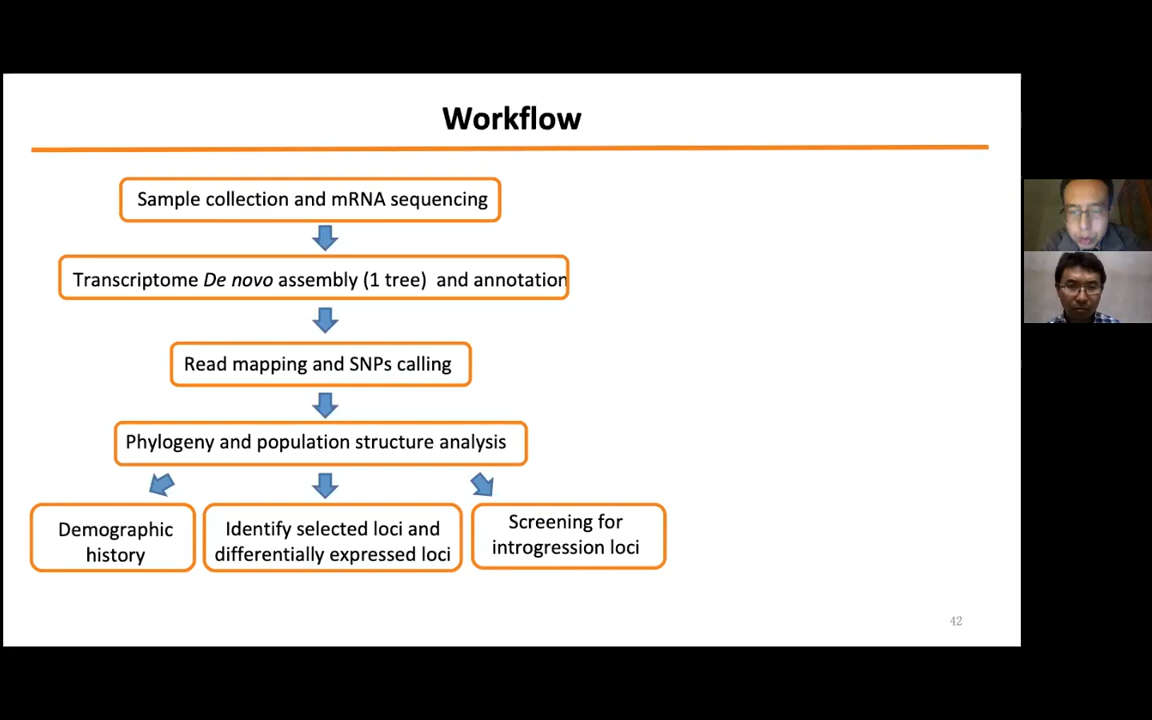 Workflow
Sample collection and mRNA sequencing
Transcriptome De novo assembly (1 tree) and annotation
Read mapping and SNPs calling
Phylogeny and population structure analysis
Demographic
history
Identify selected loci and
differentially expressed loci
Screening for
introgression loci
42